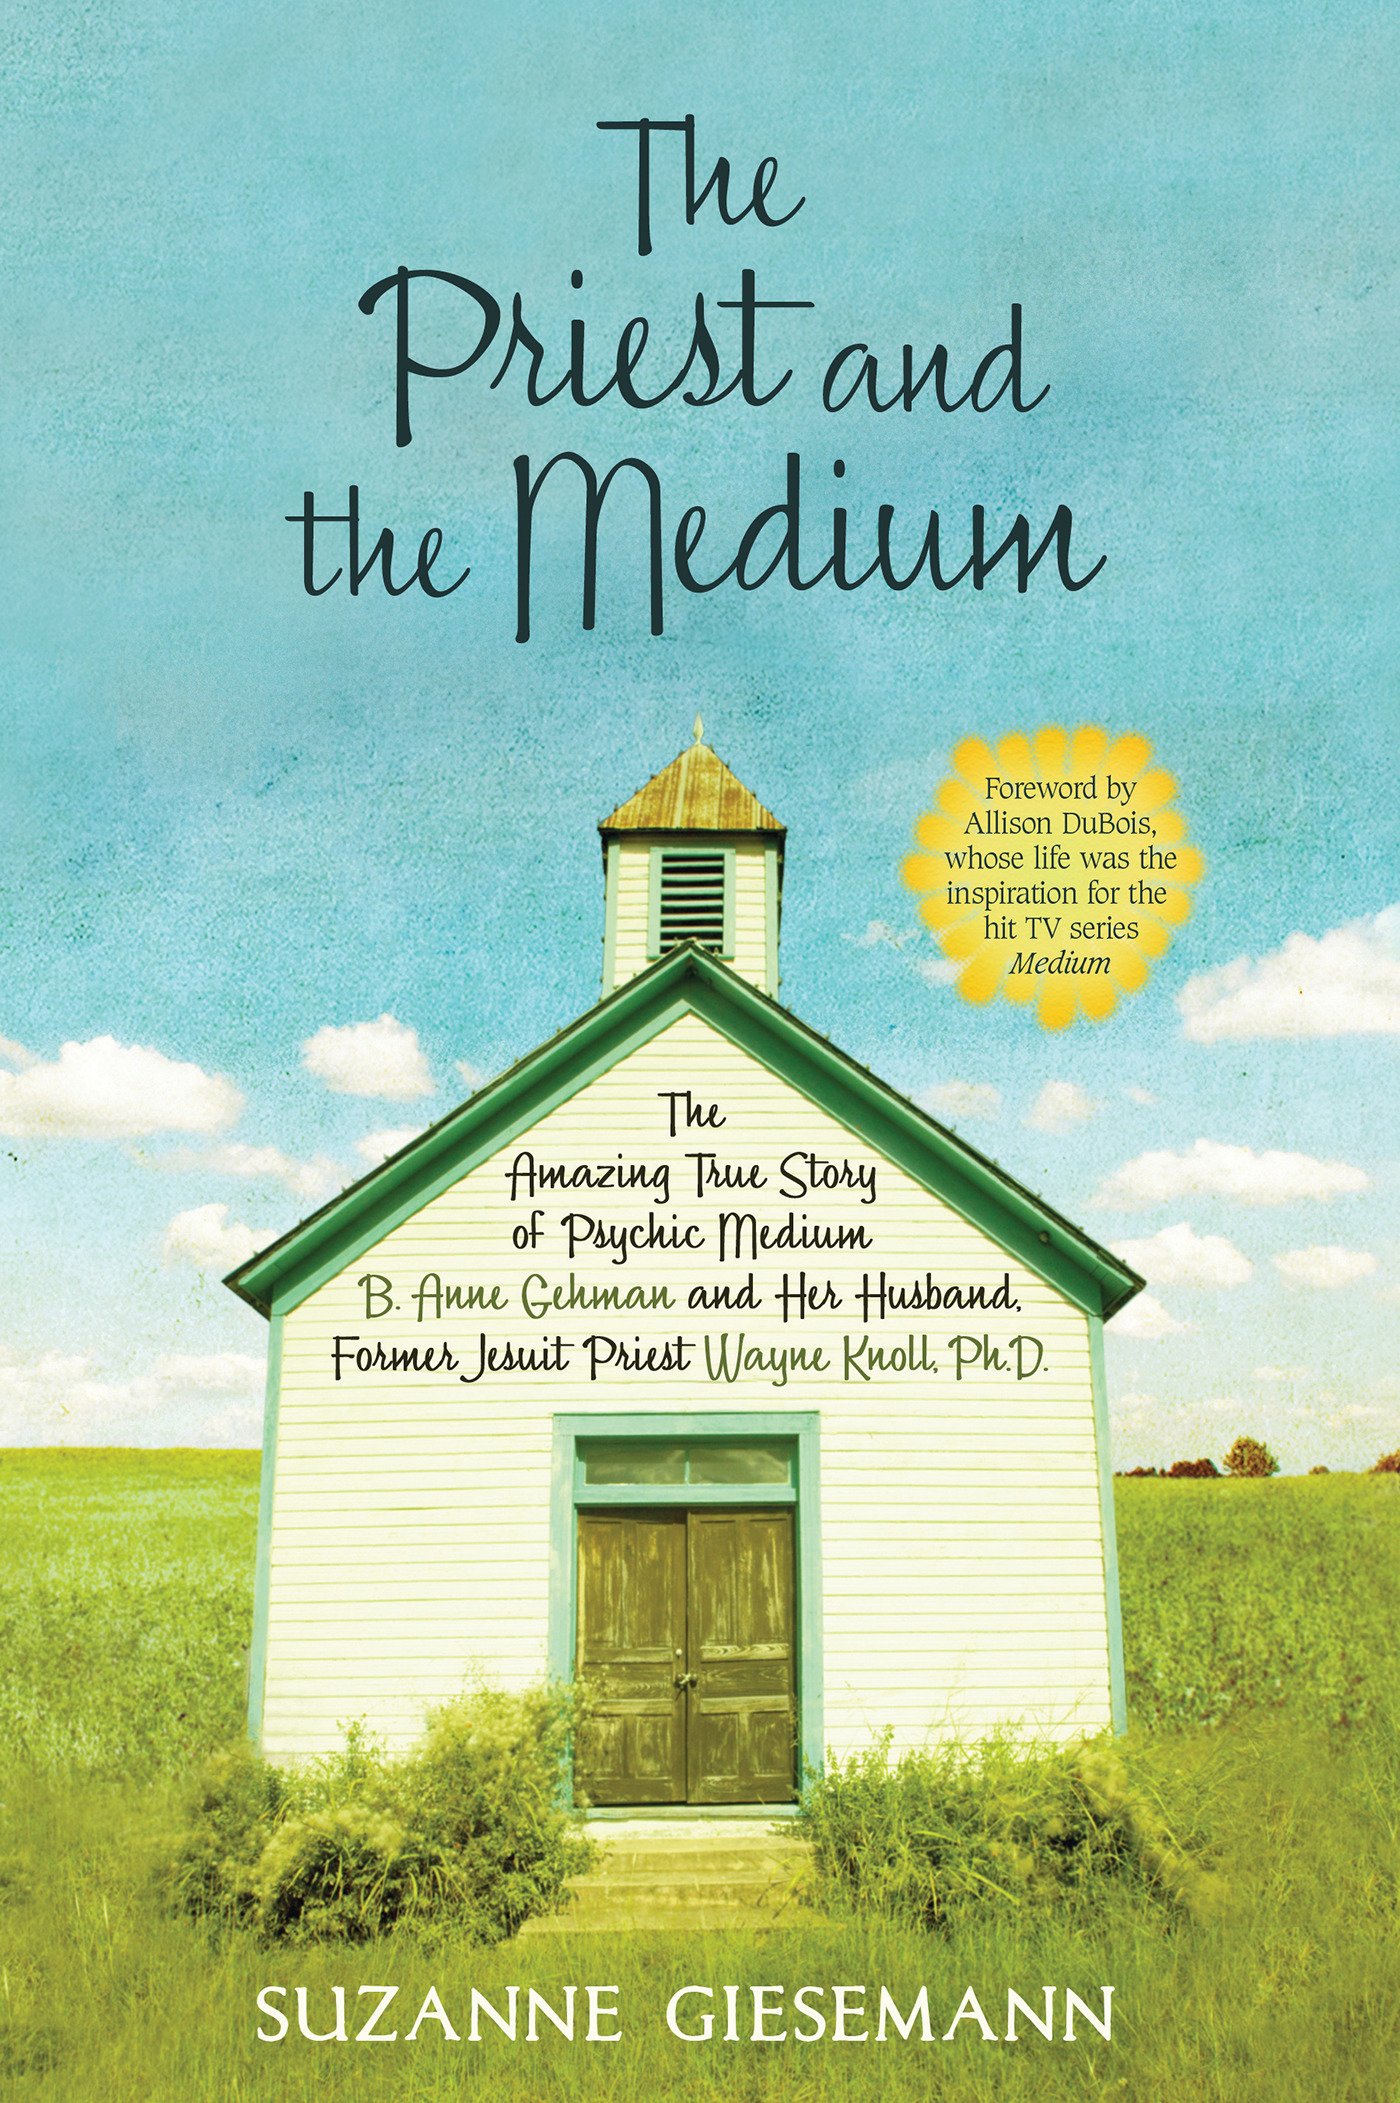 The
Priest and
the Medium
Foreword by
Allison DuBois,
whose life was the
inspiration for the
hit TV series
Medium
The
Amazing True Story
of Psychic Medium
B. Anne Gehman and Her Husband,
Former Jesuit Priest Wayne Knoll, Ph.D.
SUZANNE GIESEMANN